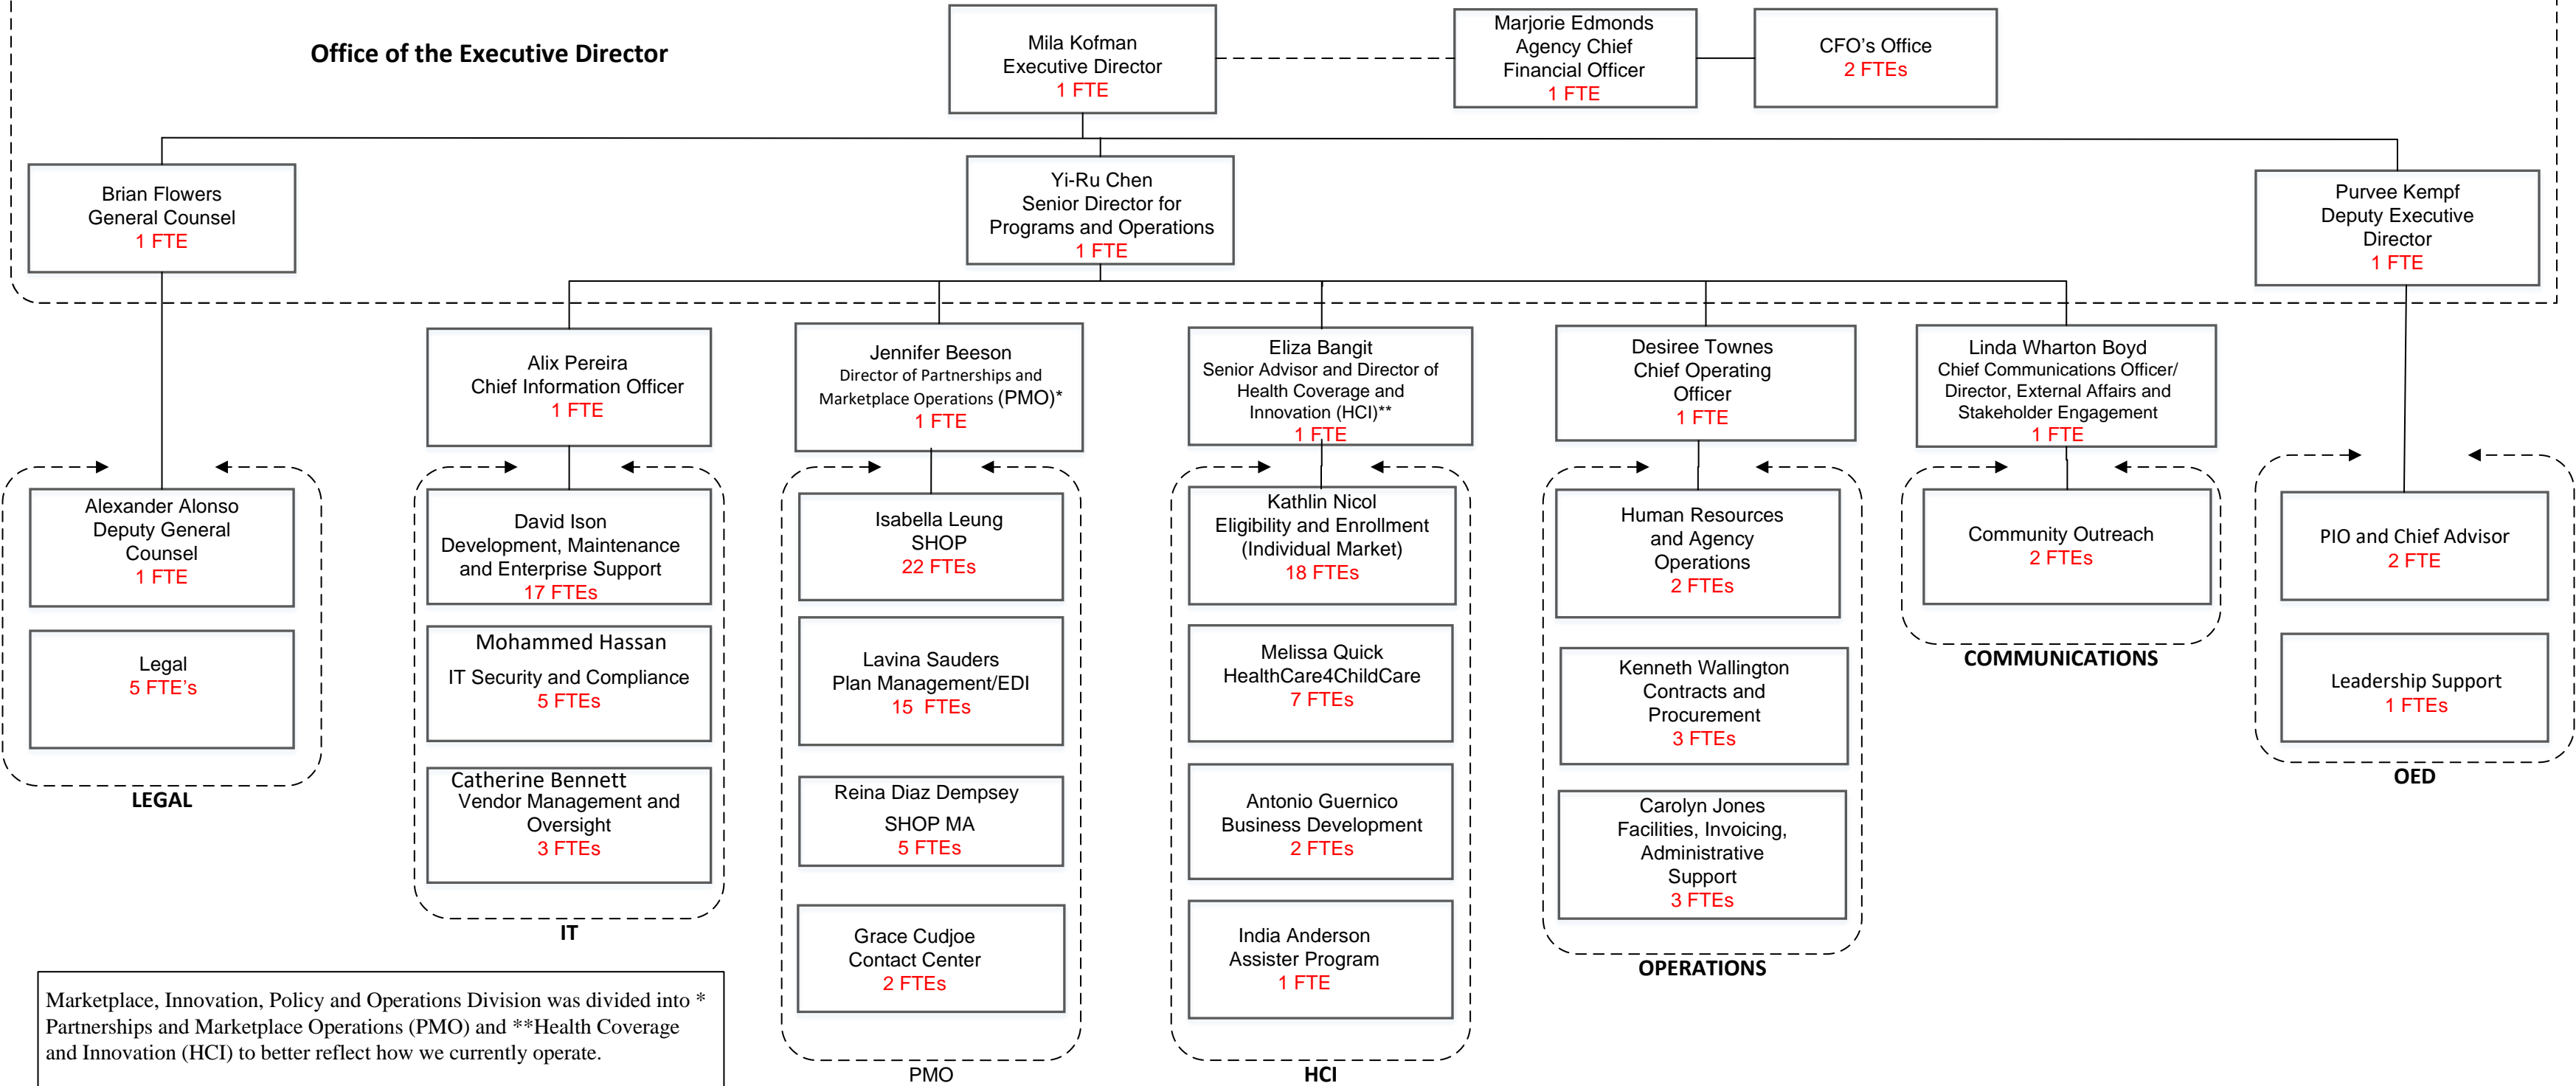 Office of the Executive Director
Mila Kofman
Executive Director
1 FTE
Marjorie Edmonds
Agency Chief
Financial Officer
1 FTE
CFO's Office
2 FTEs
Brian Flowers
General Counsel
1 FTE
Yi-Ru Chen
Senior Director for
Programs and Operations
1 FTE
Purvee Kempf
Deputy Executive
Director
1 FTE
Alix Pereira
Chief Information Officer
1 FTE
Jennifer Beeson
Director of Partnerships and
Marketplace Operations (PMO)*
1 FTE
Eliza Bangit
Senior Advisor and Director of
Health Coverage and
Innovation (HCI)**
1 FTE
Desiree Townes
Chief Operating
Officer
1 FTE
Linda Wharton Boyd
Chief Communications Officer/
Director, External Affairs and
Stakeholder Engagement
1 FTE
Alexander Alonso
Deputy General
Counsel
1 FTE
Legal
5 FTE's
LEGAL
David Ison
Development, Maintenance
and Enterprise Support
17 FTEs
Mohammed Hassan
IT Security and Compliance
5 FTEs
Catherine Bennett
Vendor Management and
Oversight
3 FTEs
IT
Isabella Leung
SHOP
22 FTEs
Lavina Sauders
Plan Management/EDI
15 FTEs
Reina Diaz Dempsey
SHOP MA
5 FTEs
Grace Cudjoe
Contact Center
2 FTEs
PMO
Kathlin Nicol
Eligibility and Enrollment
(Individual Market)
18 FTEs
Melissa Quick
HealthCare4ChildCare
7 FTEs
Antonio Guernico
Business Development
2 FTEs
India Anderson
Assister Program
1 FTE
HCI
Human Resources
and Agency
Operations
2 FTEs
Kenneth Wallington
Contracts and
Procurement
3 FTEs
Carolyn Jones
Facilities, Invoicing,
Administrative
Support
3 FTEs
OPERATIONS
Community Outreach
2 FTEs
COMMUNICATIONS
PIO and Chief Advisor
2 FTE
Leadership Support
1 FTEs
OED
Marketplace, Innovation, Policy and Operations Division was divided into *
Partnerships and Marketplace Operations (PMO) and **Health Coverage
and Innovation (HCI) to better reflect how we currently operate.